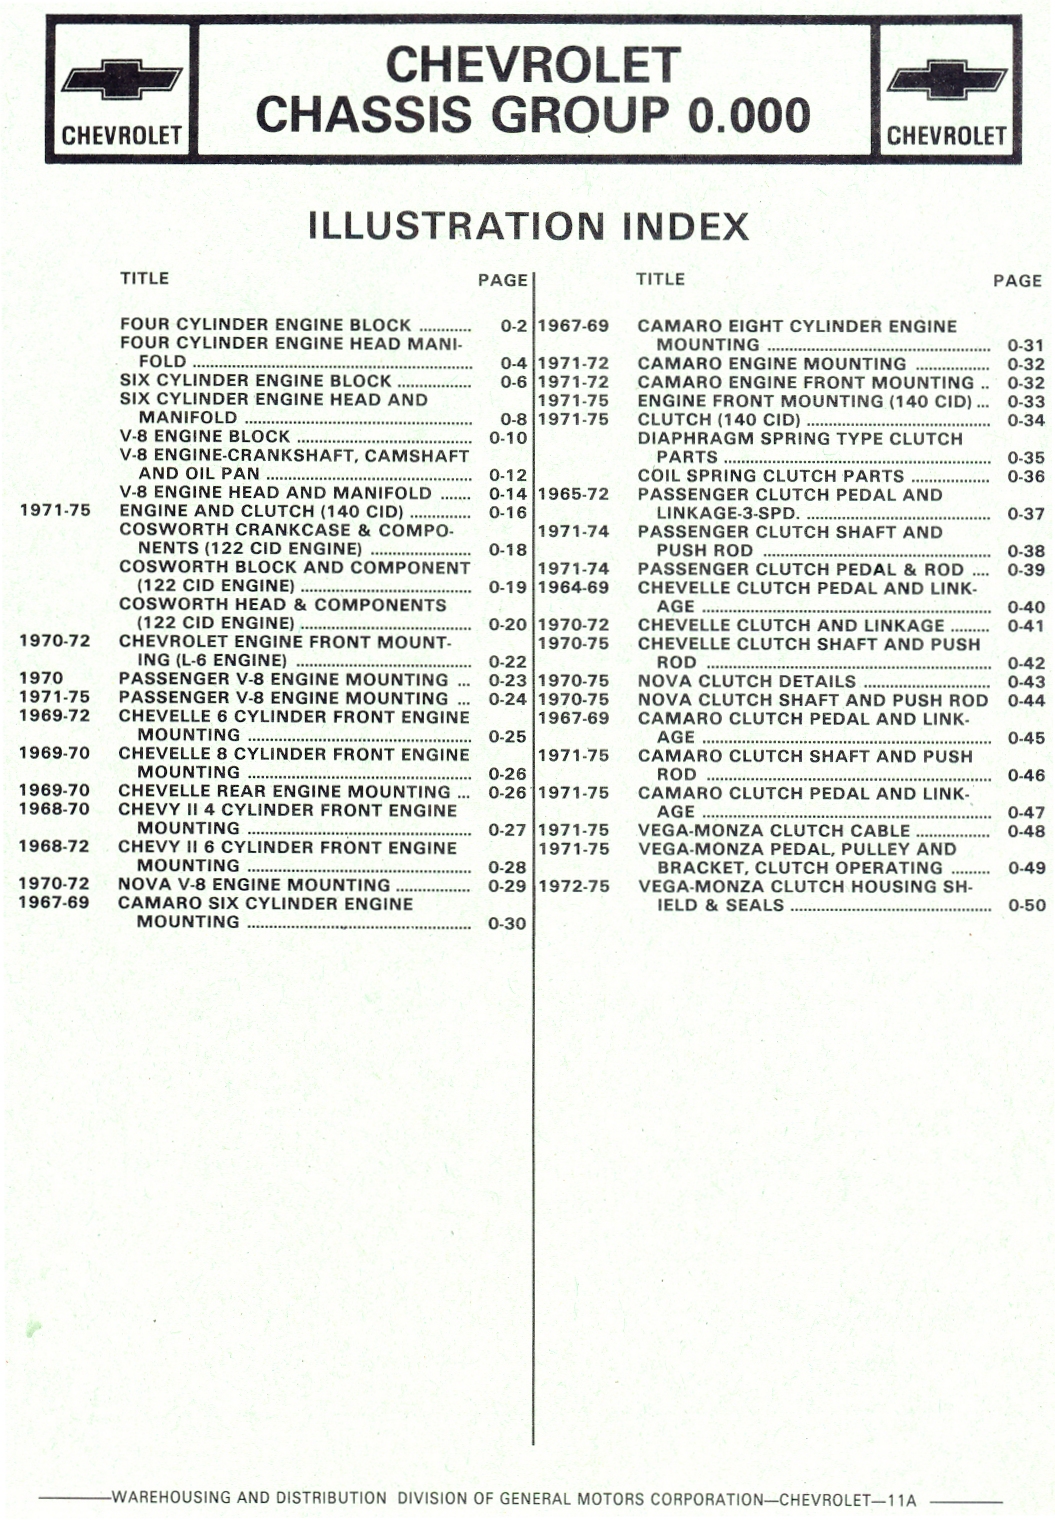 CHEVROLET
CHASSIS GROUP 0.000
CHEVROLET
CHEVROLET
ILLUSTRATION INDEX
TITLE PAGE
FOUR CYLINDER ENGINE BLOCK ............ 0-2
FOUR CYLINDER ENGINE HEAD MANI-
FOLD ............ 0-4
SIX CYLINDER ENGINE BLOCK ............ 0-6
SIX CYLINDER ENGINE HEAD AND
MANIFOLD ............ 0-8
V-8 ENGINE BLOCK ............ 0-10
V-8 ENGINE-CRANKSHAFT, CAMSHAFT
AND OIL PAN ............ 0-12
V-8 ENGINE HEAD AND MANIFOLD ....... 0-14
1971-75 ENGINE AND CLUTCH (140 CID) ............ 0-16
COSWORTH CRANKCASE & COMPO-
NENTS (122 CID ENGINE) ............ 0-18
COSWORTH BLOCK AND COMPONENT
(122 CID ENGINE) ............ 0-19
COSWORTH HEAD & COMPONENTS
(122 CID ENGINE) ............ 0-20
1970-72 CHEVROLET ENGINE FRONT MOUNT-
ING (L-6 ENGINE) ............ 0-22
1970 PASSENGER V-8 ENGINE MOUNTING ... 0-23
1971-75 PASSENGER V-8 ENGINE MOUNTING ... 0-24
1969-72 CHEVELLE 6 CYLINDER FRONT ENGINE
MOUNTING ............ 0-25
1969-70 CHEVELLE 8 CYLINDER FRONT ENGINE
MOUNTING ............ 0-26
1969-70 CHEVELLE REAR ENGINE MOUNTING ... 0-26
1968-70 CHEVY II 4 CYLINDER FRONT ENGINE
MOUNTING ............ 0-27
1968-72 CHEVY II 6 CYLINDER FRONT ENGINE
MOUNTING ............ 0-28
1970-72 NOVA V-8 ENGINE MOUNTING ............ 0-29
1967-69 CAMARO SIX CYLINDER ENGINE
MOUNTING ............ 0-30
TITLE PAGE
1967-69 CAMARO EIGHT CYLINDER ENGINE
MOUNTING ............ 0-31
1971-72 CAMARO ENGINE MOUNTING ............ 0-32
1971-72 CAMARO ENGINE FRONT MOUNTING .. 0-32
1971-75 ENGINE FRONT MOUNTING (140 CID) ... 0-33
1971-75 CLUTCH (140 CID) ............ 0-34
DIAPHRAGM SPRING TYPE CLUTCH
PARTS ............ 0-35
COIL SPRING CLUTCH PARTS ............ 0-36
1965-72 PASSENGER CLUTCH PEDAL AND
LINKAGE-3-SPD. ............ 0-37
1971-74 PASSENGER CLUTCH SHAFT AND
PUSH ROD ............ 0-38
1971-74 PASSENGER CLUTCH PEDAL & ROD .... 0-39
1964-69 CHEVELLE CLUTCH PEDAL AND LINK-
AGE ............ 0-40
1970-72 CHEVELLE CLUTCH AND LINKAGE ......... 0-41
1970-75 CHEVELLE CLUTCH SHAFT AND PUSH
ROD ............ 0-42
1970-75 NOVA CLUTCH DETAILS ............ 0-43
1970-75 NOVA CLUTCH SHAFT AND PUSH ROD 0-44
1967-69 CAMARO CLUTCH PEDAL AND LINK-
AGE ............ 0-45
1971-75 CAMARO CLUTCH SHAFT AND PUSH
ROD ............ 0-46
1971-75 CAMARO CLUTCH PEDAL AND LINK-
AGE ............ 0-47
1971-75 VEGA-MONZA CLUTCH CABLE ............ 0-48
1971-75 VEGA-MONZA PEDAL, PULLEY AND
BRACKET, CLUTCH OPERATING ......... 0-49
1972-75 VEGA-MONZA CLUTCH HOUSING SH-
IELD & SEALS ............ 0-50
WAREHOUSING AND DISTRIBUTION DIVISION OF GENERAL MOTORS CORPORATION—CHEVROLET—11A